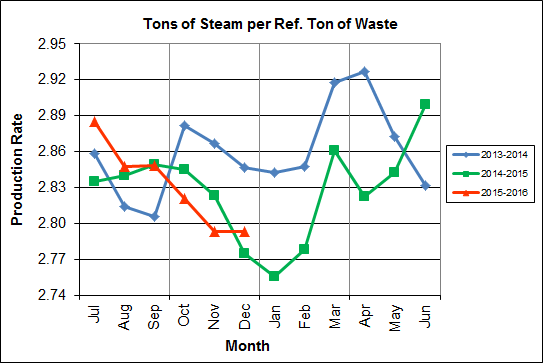 Tons of Steam per Ref. Ton of Waste
2.95
2.92
2.89
2.86
2.83
2.80
2.77
2.74
Production Rate
Jul
Aug
Sep
Oct
Nov
Dec
Jan
Feb
Mar
Apr
May
Jun
Month
2013-2014
2014-2015
2015-2016